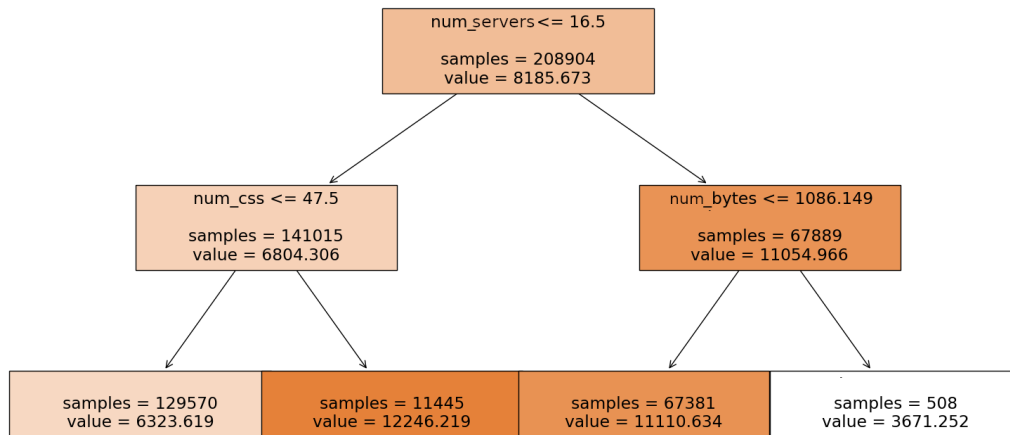 num_servers<= 16.5
samples = 208904
value = 8185.673
num_css <= 47.5
samples = 141015
value = 6804.306
num_bytes <= 1086.149
samples = 67889
value = 11054.966
samples = 129570
value = 6323.619
samples = 11445
value = 12246.219
samples = 67381
value = 11110.634
samples = 508
value = 3671.252